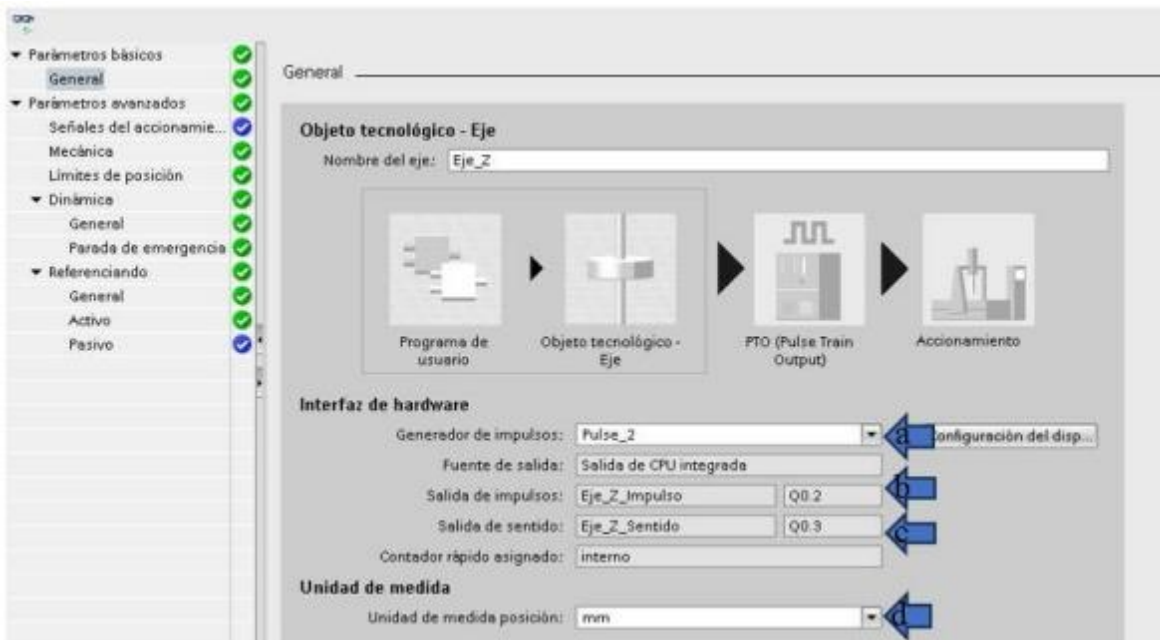 Parámetros básicos
General
Parámetros avanzados
Señales del accionamie...
Mecánica
Límites de posición
Dinámica
General
Parada de emergencia
Referenciando
General
Activo
Pasivo
General
Objeto tecnológico - Eje
Nombre del eje: Eje_Z
Programa de usuario
Objeto tecnológico - Eje
PTO (Pulse Train Output)
Accionamiento
Interfaz de hardware
Generador de impulsos: Pulse_2 a onfiguración del disp...
Fuente de salida: Salida de CPU integrada
Salida de impulsos: Eje_Z_Impulso Q0.2 b
Salida de sentido: Eje_Z_Sentido Q0.3 c
Contador rápido asignado: interno
Unidad de medida
Unidad de medida posición: mm d